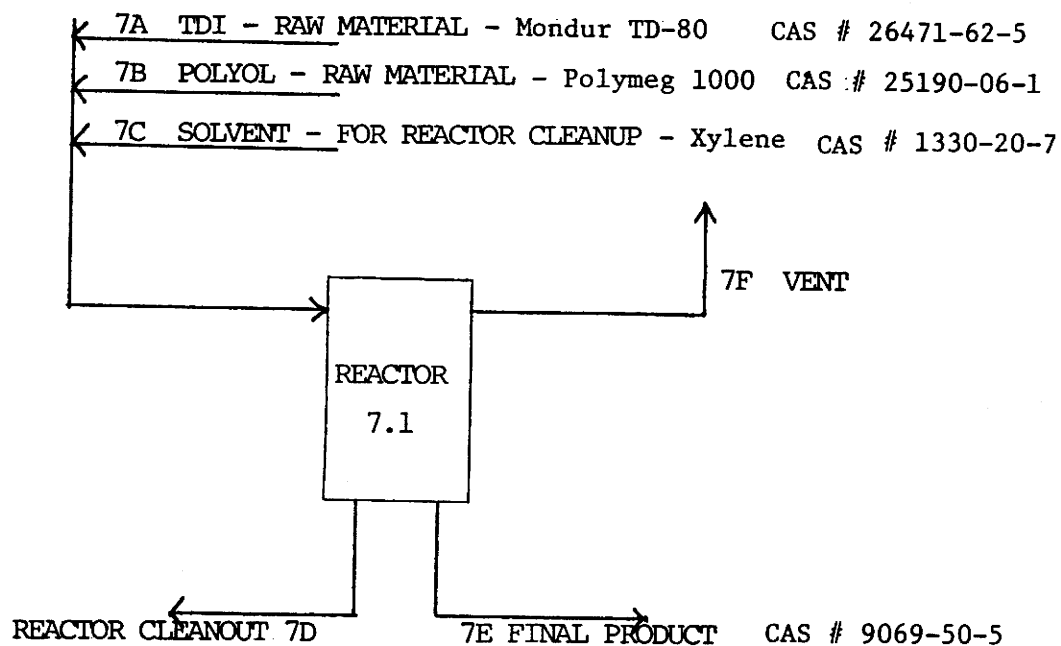 7A TDI - RAW MATERIAL - Mondur TD-80 CAS # 26471-62-5
7B POLYOL - RAW MATERIAL - Polymeg 1000 CAS # 25190-06-1
7C SOLVENT - FOR REACTOR CLEANUP - Xylene CAS # 1330-20-7
7F VENT
REACTOR
7.1
REACTOR CLEANOUT 7D 7E FINAL PRODUCT CAS # 9069-50-5